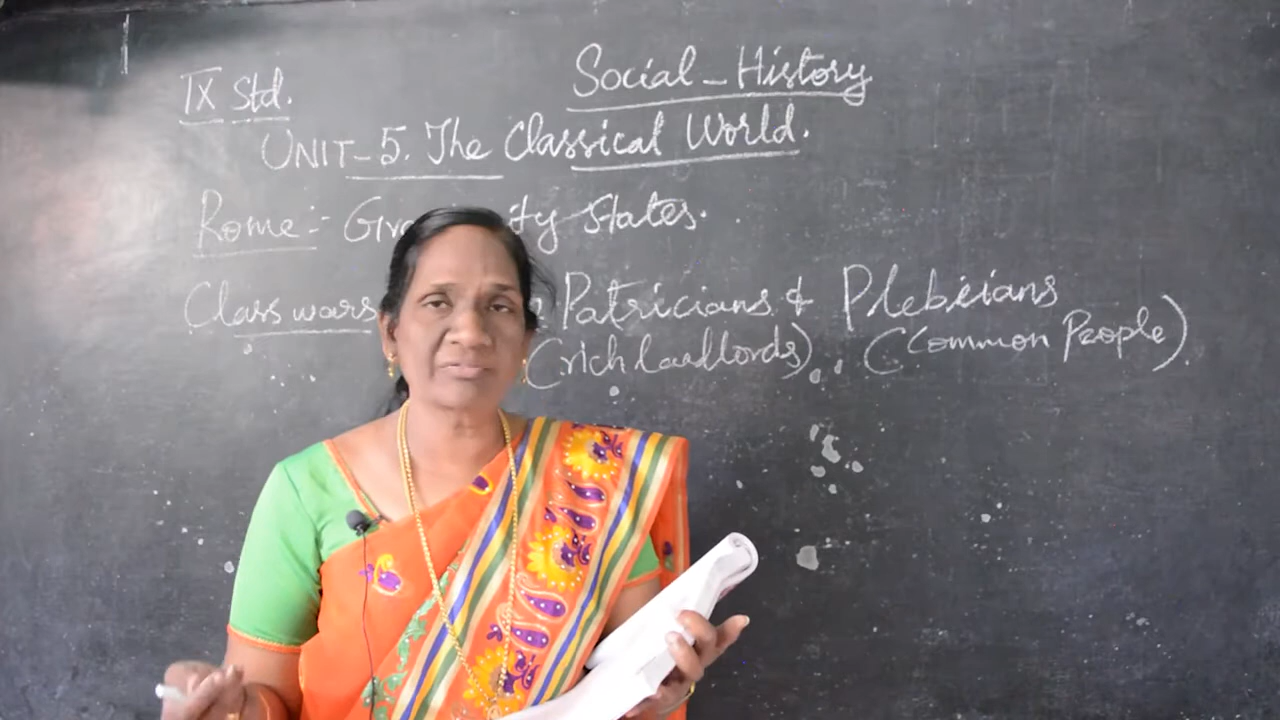 Social-History
IX Std.
UNIT-5. The Classical World.
Rome:- City States.
Class wars Patricians & Plebeians
(rich landlords). (Common People).